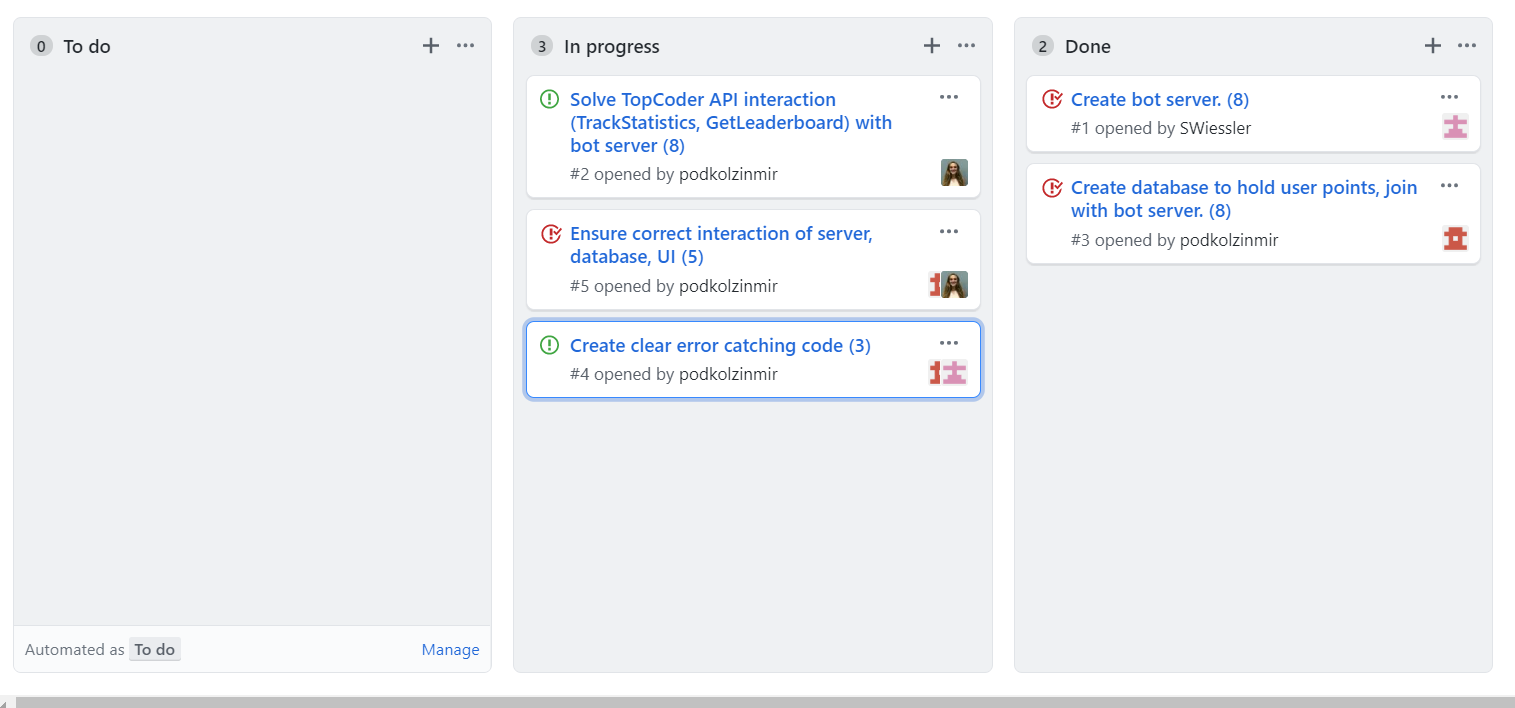 0 To do
Automated as To do Manage
3 In progress
Solve TopCoder API interaction
(TrackStatistics, GetLeaderboard) with
bot server (8)
#2 opened by podkolzinmir
Ensure correct interaction of server,
database, UI (5)
#5 opened by podkolzinmir
Create clear error catching code (3)
#4 opened by podkolzinmir
2 Done
Create bot server. (8)
#1 opened by SWiessler
Create database to hold user points, join
with bot server. (8)
#3 opened by podkolzinmir